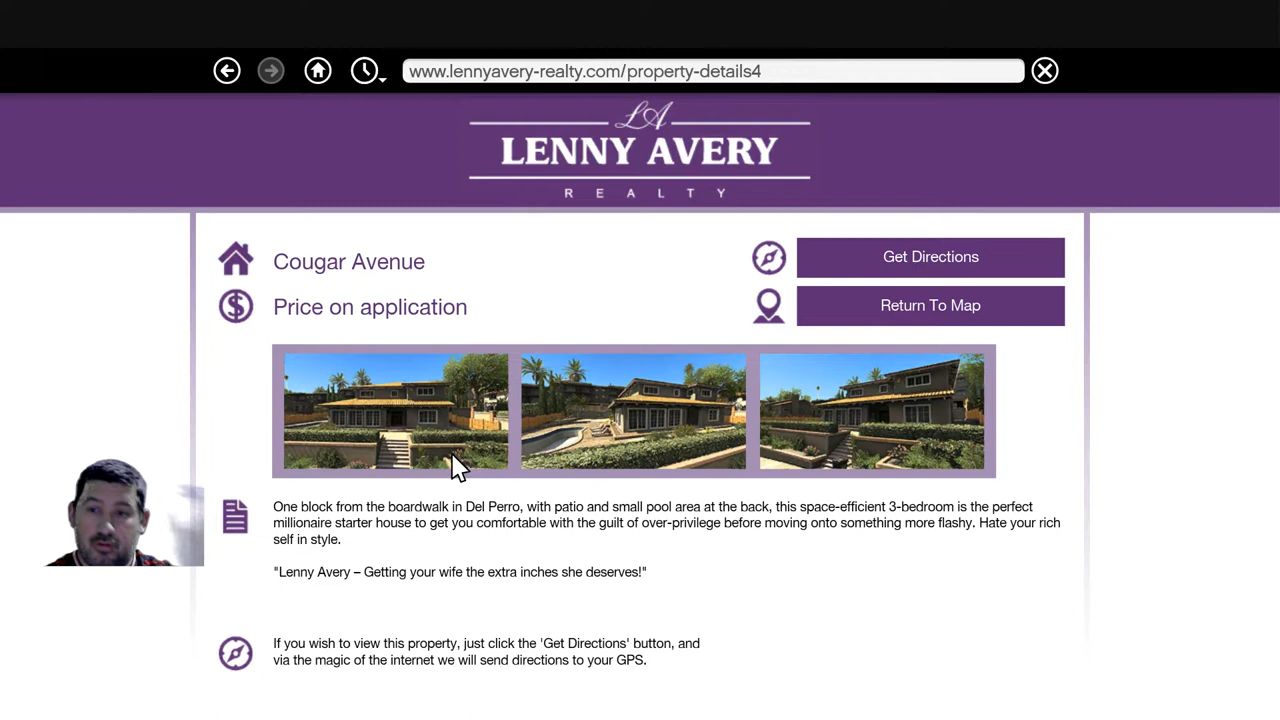 www.lennyavery-realty.com/property-details4
LA
LENNY AVERY
REALTY
Cougar Avenue
Get Directions
Price on application
Return To Map
One block from the boardwalk in Del Perro, with patio and small pool area at the back, this space-efficient 3-bedroom is the perfect
millionaire starter house to get you comfortable with the guilt of over-privilege before moving onto something more flashy. Hate your rich
self in style.
"Lenny Avery – Getting your wife the extra inches she deserves!"
If you wish to view this property, just click the 'Get Directions' button, and
via the magic of the internet we will send directions to your GPS.